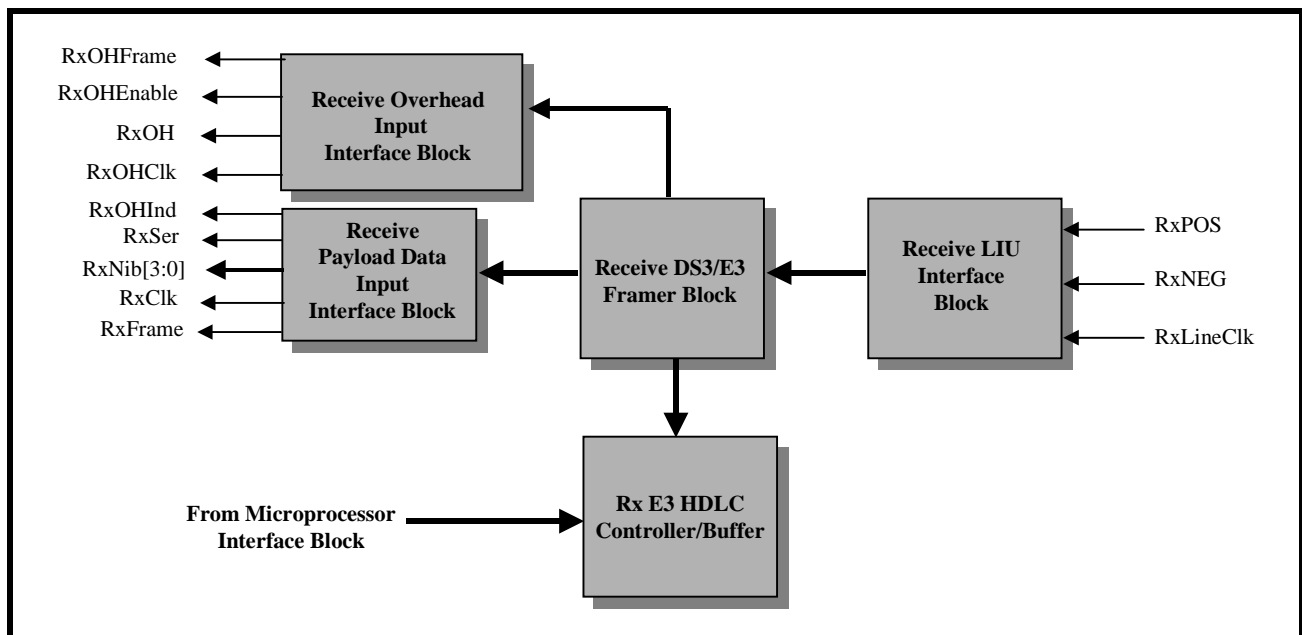 RxOHFrame
RxOHEnable
RxOH
RxOHClk
Receive Overhead
Input
Interface Block
RxOHInd
RxSer
RxNib[3:0]
RxClk
RxFrame
Receive
Payload Data
Input
Interface Block
Receive DS3/E3
Framer Block
Receive LIU
Interface
Block
RxPOS
RxNEG
RxLineClk
From Microprocessor
Interface Block
Rx E3 HDLC
Controller/Buffer